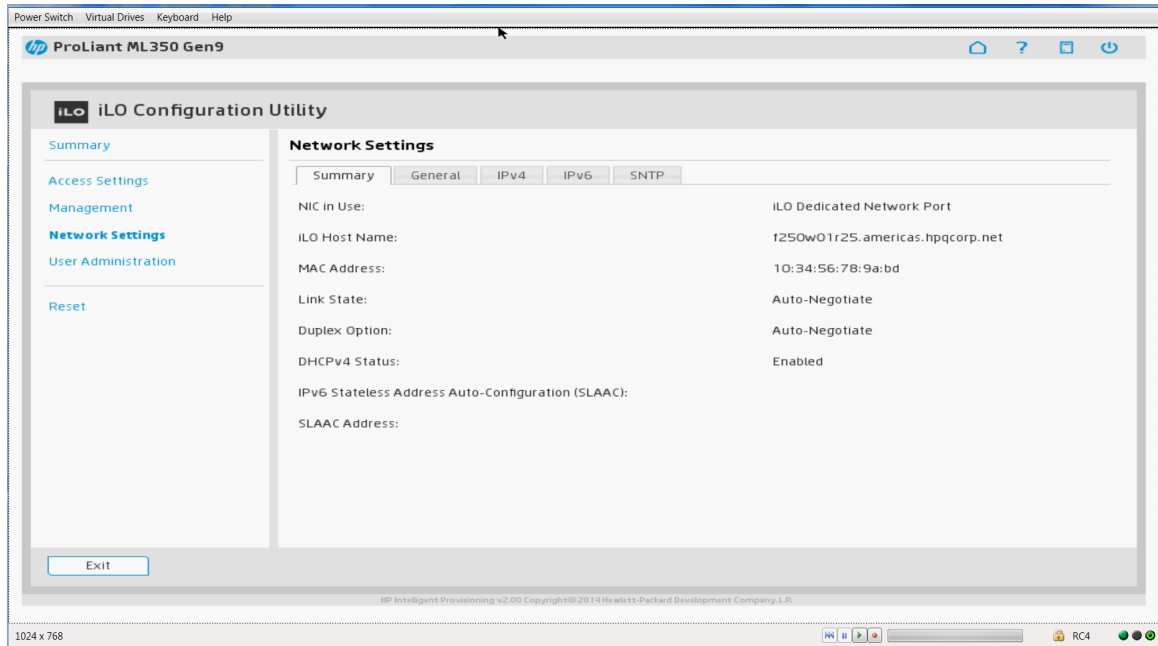 Power Switch Virtual Drives Keyboard Help
hp ProLiant ML350 Gen9 ?
iLO iLO Configuration Utility
Summary
Access Settings
Management
Network Settings
User Administration
Reset
Network Settings
Summary General IPv4 IPv6 SNTP
NIC in Use: iLO Dedicated Network Port
iLO Host Name: f250w01r25.americas.hpqcorp.net
MAC Address: 10:34:56:78:9a:bd
Link State: Auto-Negotiate
Duplex Option: Auto-Negotiate
DHCPv4 Status: Enabled
IPv6 Stateless Address Auto-Configuration (SLAAC):
SLAAC Address:
Exit
HP Intelligent Provisioning v2.00 Copyright©2014 Hewlett-Packard Development Company, L.P.
1024 x 768 RC4